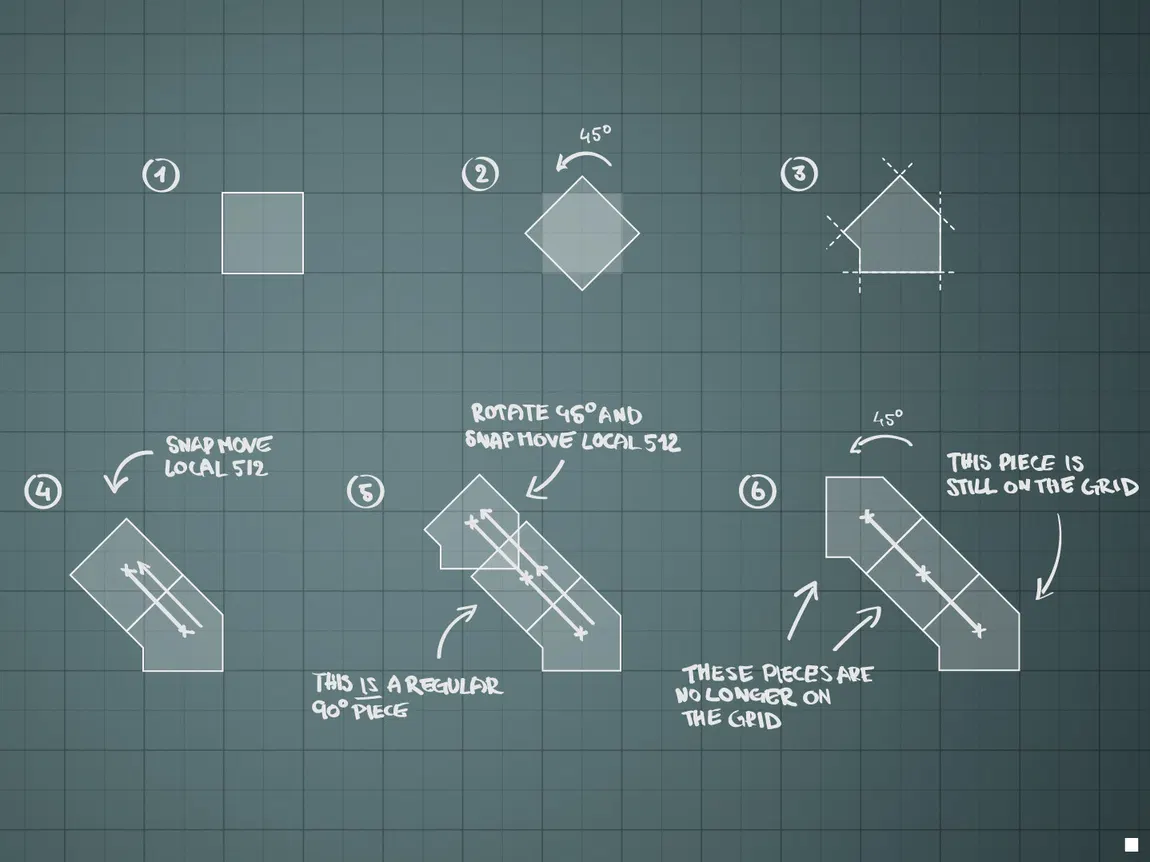 1
2
45°
3
4
SNAP MOVE
LOCAL 512
5
ROTATE 45° AND
SNAP MOVE LOCAL 512
THIS IS A REGULAR
90° PIECE
6
45°
THIS PIECE IS
STILL ON THE GRID
THESE PIECES ARE
NO LONGER ON
THE GRID